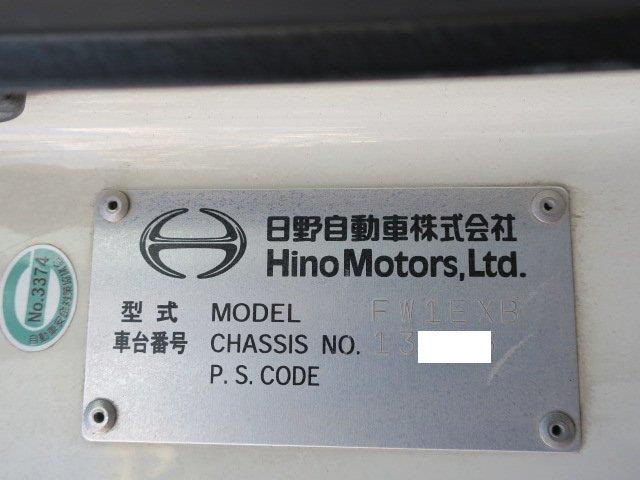 日野自動車株式会社
Hino Motors, Ltd.
型式 MODEL FW1EXB
車台番号 CHASSIS NO. 13
P. S. CODE
No.3374